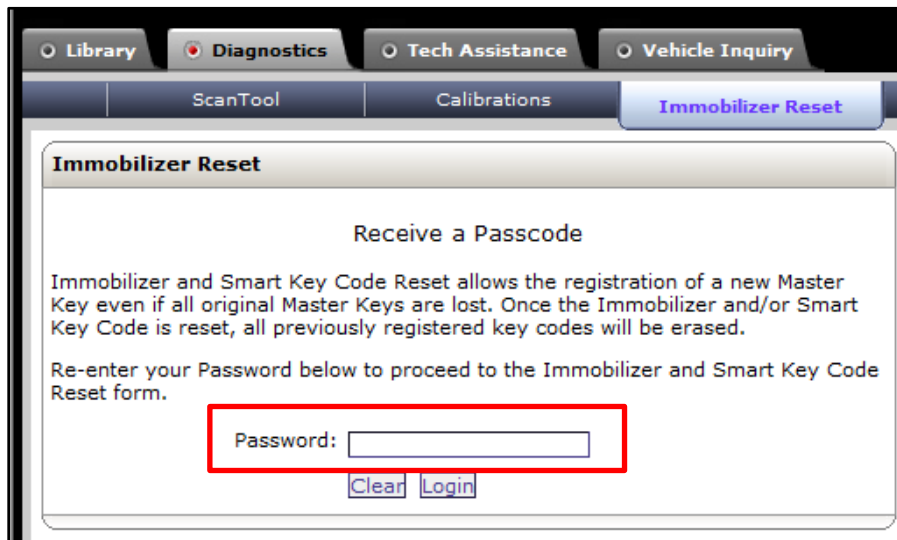 Library Diagnostics Tech Assistance Vehicle Inquiry
ScanTool Calibrations Immobilizer Reset
Immobilizer Reset
Receive a Passcode
Immobilizer and Smart Key Code Reset allows the registration of a new Master
Key even if all original Master Keys are lost. Once the Immobilizer and/or Smart
Key Code is reset, all previously registered key codes will be erased.
Re-enter your Password below to proceed to the Immobilizer and Smart Key Code
Reset form.
Password:
Clear Login